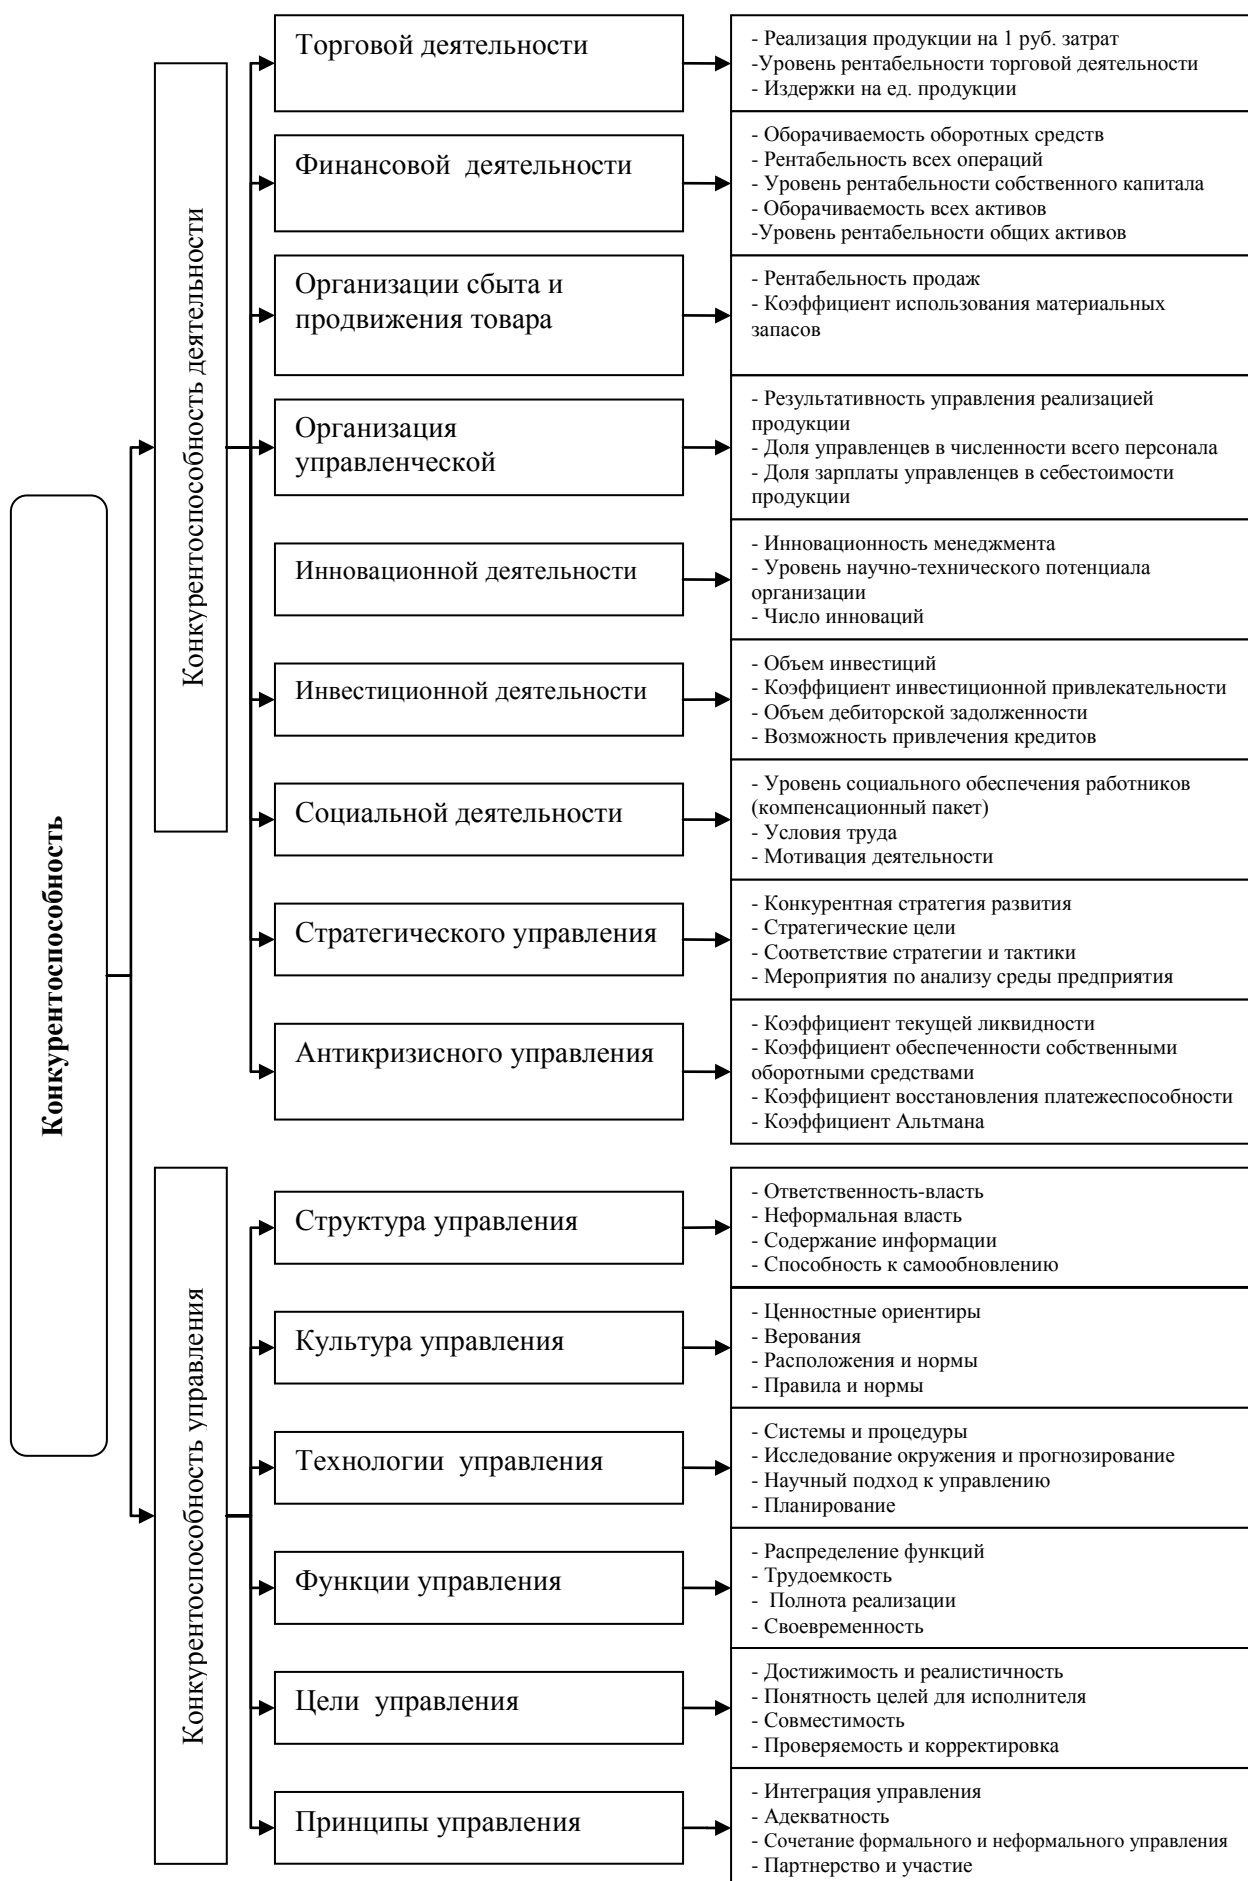 Конкурентоспособность
Конкурентоспособность деятельности
Торговой деятельности
- Реализация продукции на 1 руб. затрат
-Уровень рентабельности торговой деятельности
- Издержки на ед. продукции
Финансовой деятельности
- Оборачиваемость оборотных средств
- Рентабельность всех операций
- Уровень рентабельности собственного капитала
- Оборачиваемость всех активов
-Уровень рентабельности общих активов
Организации сбыта и
продвижения товара
- Рентабельность продаж
- Коэффициент использования материальных
запасов
Организация
управленческой
- Результативность управления реализацией
продукции
- Доля управленцев в численности всего персонала
- Доля зарплаты управленцев в себестоимости
продукции
Инновационной деятельности
- Инновационность менеджмента
- Уровень научно-технического потенциала
организации
- Число инноваций
Инвестиционной деятельности
- Объем инвестиций
- Коэффициент инвестиционной привлекательности
- Объем дебиторской задолженности
- Возможность привлечения кредитов
Социальной деятельности
- Уровень социального обеспечения работников
(компенсационный пакет)
- Условия труда
- Мотивация деятельности
Стратегического управления
- Конкурентная стратегия развития
- Стратегические цели
- Соответствие стратегии и тактики
- Мероприятия по анализу среды предприятия
Антикризисного управления
- Коэффициент текущей ликвидности
- Коэффициент обеспеченности собственными
оборотными средствами
- Коэффициент восстановления платежеспособности
- Коэффициент Альтмана
Конкурентоспособность управления
Структура управления
- Ответственность-власть
- Неформальная власть
- Содержание информации
- Способность к самообновлению
Культура управления
- Ценностные ориентиры
- Верования
- Расположения и нормы
- Правила и нормы
Технологии управления
- Системы и процедуры
- Исследование окружения и прогнозирование
- Научный подход к управлению
- Планирование
Функции управления
- Распределение функций
- Трудоемкость
- Полнота реализации
- Своевременность
Цели управления
- Достижимость и реалистичность
- Понятность целей для исполнителя
- Совместимость
- Проверяемость и корректировка
Принципы управления
- Интеграция управления
- Адекватность
- Сочетание формального и неформального управления
- Партнерство и участие